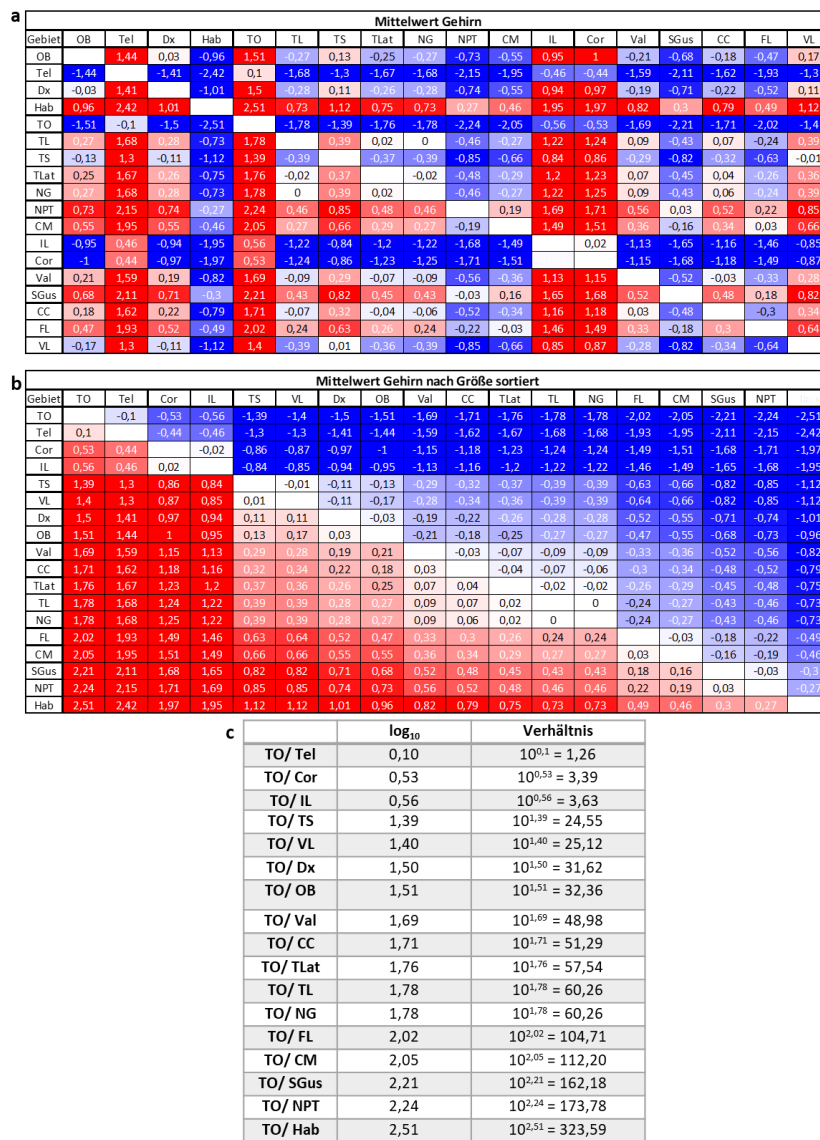 a
Mittelwert Gehirn
Gebiet OB Tel Dx Hab TO TL TS TLat NG NPT CM IL Cor Val SGus CC FL VL
OB 1,44 0,03 -0,96 1,51 -0,27 0,13 -0,25 -0,27 -0,73 -0,55 0,95 1 -0,21 -0,68 -0,18 -0,47 0,17
Tel -1,44 -1,41 -2,42 0,1 -1,68 -1,3 -1,67 -1,68 -2,15 -1,95 -0,46 -0,44 -1,59 -2,11 -1,62 -1,93 -1,3
Dx -0,03 1,41 -1,01 1,5 -0,28 0,11 -0,26 -0,28 -0,74 -0,55 0,94 0,97 -0,19 -0,71 -0,22 -0,52 0,11
Hab 0,96 2,42 1,01 2,51 0,73 1,12 0,75 0,73 0,27 0,46 1,95 1,97 0,82 0,3 0,79 0,49 1,12
TO -1,51 -0,1 -1,5 -2,51 -1,78 -1,39 -1,76 -1,78 -2,24 -2,05 -0,56 -0,53 -1,69 -2,21 -1,71 -2,02 -1,4
TL 0,27 1,68 0,28 -0,73 1,78 0,39 0,02 0 -0,46 -0,27 1,22 1,24 0,09 -0,43 0,07 -0,24 0,39
TS -0,13 1,3 -0,11 -1,12 1,39 -0,39 -0,37 -0,39 -0,85 -0,66 0,84 0,86 -0,29 -0,82 -0,32 -0,63 -0,01
TLat 0,25 1,67 0,26 -0,75 1,76 -0,02 0,37 -0,02 -0,48 -0,29 1,2 1,23 0,07 -0,45 0,04 -0,26 0,36
NG 0,27 1,68 0,28 -0,73 1,78 0 0,39 0,02 -0,46 -0,27 1,22 1,25 0,09 -0,43 0,06 -0,24 0,39
NPT 0,73 2,15 0,74 -0,27 2,24 0,46 0,85 0,48 0,46 0,19 1,69 1,71 0,56 0,03 0,52 0,22 0,85
CM 0,55 1,95 0,55 -0,46 2,05 0,27 0,66 0,29 0,27 -0,19 1,49 1,51 0,36 -0,16 0,34 0,03 0,66
IL -0,95 0,46 -0,94 -1,95 0,56 -1,22 -0,84 -1,2 -1,22 -1,68 -1,49 0,02 -1,13 -1,65 -1,16 -1,46 -0,85
Cor -1 0,44 -0,97 -1,97 0,53 -1,24 -0,86 -1,23 -1,25 -1,71 -1,51 -1,15 -1,68 -1,18 -1,49 -0,87
Val 0,21 1,59 0,19 -0,82 1,69 -0,09 0,29 -0,07 -0,09 -0,56 -0,36 1,13 1,15 -0,52 -0,03 -0,33 0,28
SGus 0,68 2,11 0,71 -0,3 2,21 0,43 0,82 0,45 0,43 -0,03 0,16 1,65 1,68 0,52 0,48 0,18 0,82
CC 0,18 1,62 0,22 -0,79 1,71 -0,07 0,32 -0,04 -0,06 -0,52 -0,34 1,16 1,18 0,03 -0,48 -0,3 0,34
FL 0,47 1,93 0,52 -0,49 2,02 0,24 0,63 0,26 0,24 -0,22 -0,03 1,46 1,49 0,33 -0,18 0,3 0,64
VL -0,17 1,3 -0,11 -1,12 1,4 -0,39 0,01 -0,36 -0,39 -0,85 -0,66 0,85 0,87 -0,28 -0,82 -0,34 -0,64
b
Mittelwert Gehirn nach Größe sortiert
Gebiet TO Tel Cor IL TS VL Dx OB Val CC TLat TL NG FL CM SGus NPT
TO -0,1 -0,53 -0,56 -1,39 -1,4 -1,5 -1,51 -1,69 -1,71 -1,76 -1,78 -1,78 -2,02 -2,05 -2,21 -2,24 -2,51
Tel 0,1 -0,44 -0,46 -1,3 -1,3 -1,41 -1,44 -1,59 -1,62 -1,67 -1,68 -1,68 -1,93 -1,95 -2,11 -2,15 -2,42
Cor 0,53 0,44 -0,02 -0,86 -0,87 -0,97 -1 -1,15 -1,18 -1,23 -1,24 -1,24 -1,49 -1,51 -1,68 -1,71 -1,97
IL 0,56 0,46 0,02 -0,84 -0,85 -0,94 -0,95 -1,13 -1,16 -1,2 -1,22 -1,22 -1,46 -1,49 -1,65 -1,68 -1,95
TS 1,39 1,3 0,86 0,84 -0,01 -0,11 -0,13 -0,29 -0,32 -0,37 -0,39 -0,39 -0,63 -0,66 -0,82 -0,85 -1,12
VL 1,4 1,3 0,87 0,85 0,01 -0,11 -0,17 -0,28 -0,34 -0,36 -0,39 -0,39 -0,64 -0,66 -0,82 -0,85 -1,12
Dx 1,5 1,41 0,97 0,94 0,11 0,11 -0,03 -0,19 -0,22 -0,26 -0,28 -0,28 -0,52 -0,55 -0,71 -0,74 -1,01
OB 1,51 1,44 1 0,95 0,13 0,17 0,03 -0,21 -0,18 -0,25 -0,27 -0,27 -0,47 -0,55 -0,68 -0,73 -0,96
Val 1,69 1,59 1,15 1,13 0,29 0,28 0,19 0,21 -0,03 -0,07 -0,09 -0,09 -0,33 -0,36 -0,52 -0,56 -0,82
CC 1,71 1,62 1,18 1,16 0,32 0,34 0,22 0,18 0,03 -0,04 -0,07 -0,06 -0,3 -0,34 -0,48 -0,52 -0,79
TLat 1,76 1,67 1,23 1,2 0,37 0,36 0,26 0,25 0,07 0,04 -0,02 -0,02 -0,26 -0,29 -0,45 -0,48 -0,75
TL 1,78 1,68 1,24 1,22 0,39 0,39 0,28 0,27 0,09 0,07 0,02 0 -0,24 -0,27 -0,43 -0,46 -0,73
NG 1,78 1,68 1,25 1,22 0,39 0,39 0,28 0,27 0,09 0,06 0,02 0 -0,24 -0,27 -0,43 -0,46 -0,73
FL 2,02 1,93 1,49 1,46 0,63 0,64 0,52 0,47 0,33 0,3 0,26 0,24 0,24 -0,03 -0,18 -0,22 -0,49
CM 2,05 1,95 1,51 1,49 0,66 0,66 0,55 0,55 0,36 0,34 0,29 0,27 0,27 0,03 -0,16 -0,19 -0,46
SGus 2,21 2,11 1,68 1,65 0,82 0,82 0,71 0,68 0,52 0,48 0,45 0,43 0,43 0,18 0,16 -0,03 -0,3
NPT 2,24 2,15 1,71 1,69 0,85 0,85 0,74 0,73 0,56 0,52 0,48 0,46 0,46 0,22 0,19 0,03 -0,27
Hab 2,51 2,42 1,97 1,95 1,12 1,12 1,01 0,96 0,82 0,79 0,75 0,73 0,73 0,49 0,46 0,3 0,27
c
log₁₀ Verhältnis
TO/ Tel 0,10 10⁰,¹ = 1,26
TO/ Cor 0,53 10⁰,⁵³ = 3,39
TO/ IL 0,56 10⁰,⁵⁶ = 3,63
TO/ TS 1,39 10¹,³⁹ = 24,55
TO/ VL 1,40 10¹,⁴⁰ = 25,12
TO/ Dx 1,50 10¹,⁵⁰ = 31,62
TO/ OB 1,51 10¹,⁵¹ = 32,36
TO/ Val 1,69 10¹,⁶⁹ = 48,98
TO/ CC 1,71 10¹,⁷¹ = 51,29
TO/ TLat 1,76 10¹,⁷⁶ = 57,54
TO/ TL 1,78 10¹,⁷⁸ = 60,26
TO/ NG 1,78 10¹,⁷⁸ = 60,26
TO/ FL 2,02 10²,⁰² = 104,71
TO/ CM 2,05 10²,⁰⁵ = 112,20
TO/ SGus 2,21 10²,²¹ = 162,18
TO/ NPT 2,24 10²,²⁴ = 173,78
TO/ Hab 2,51 10²,⁵¹ = 323,59